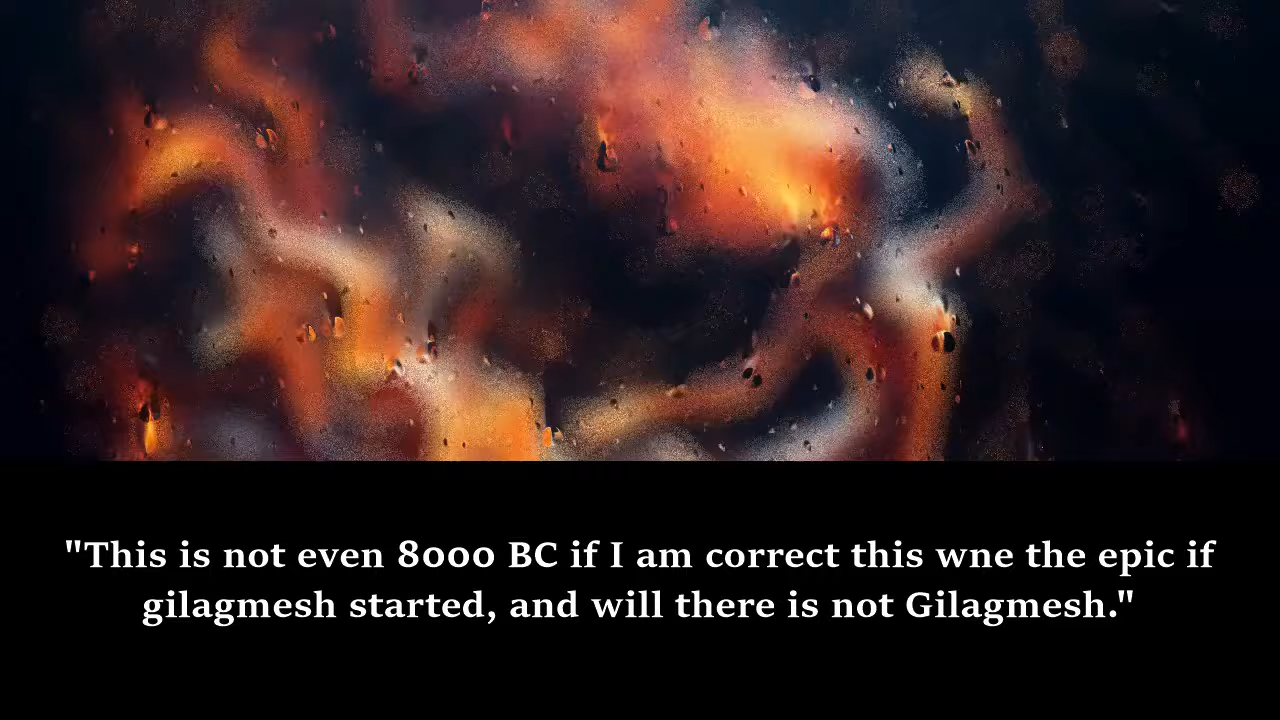 "This is not even 8000 BC if I am correct this wne the epic if
gilagmesh started, and will there is not Gilagmesh."